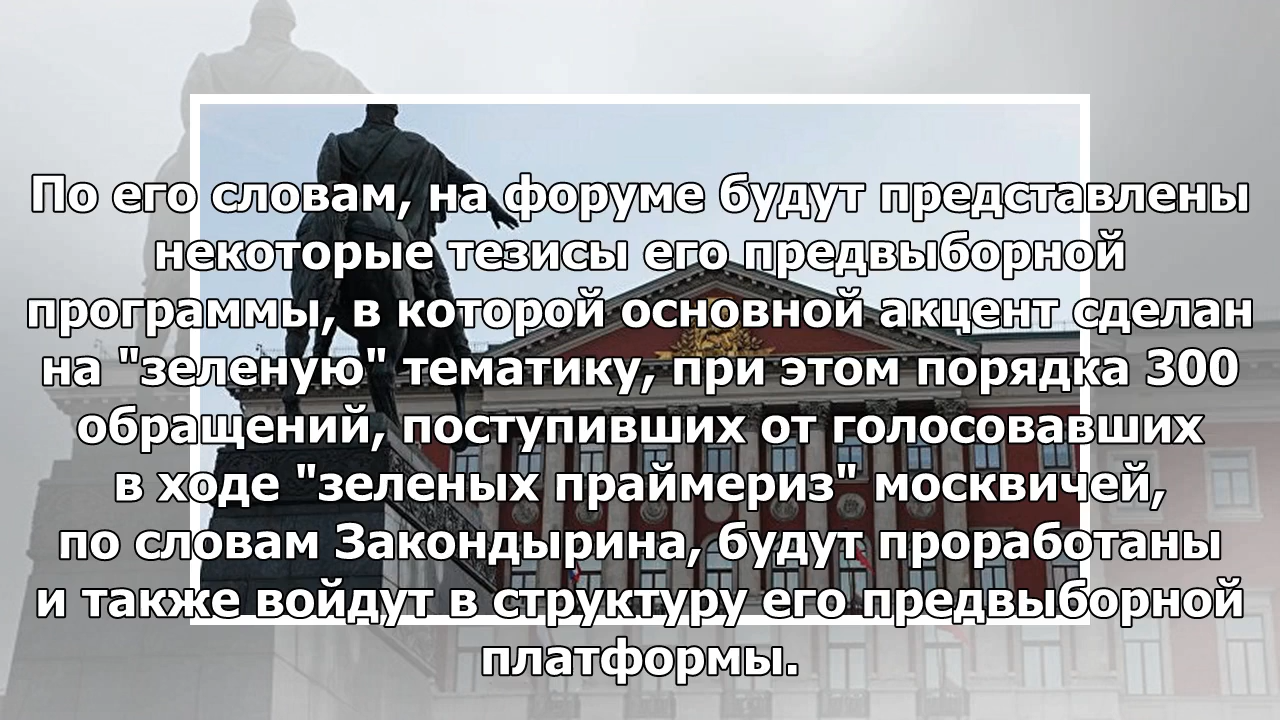 По его словам, на форуме будут представлены
некоторые тезисы его предвыборной
программы, в которой основной акцент сделан
на "зеленую" тематику, при этом порядка 300
обращений, поступивших от голосовавших
в ходе "зеленых праймериз" москвичей,
по словам Закондырина, будут проработаны
и также войдут в структуру его предвыборной
платформы.